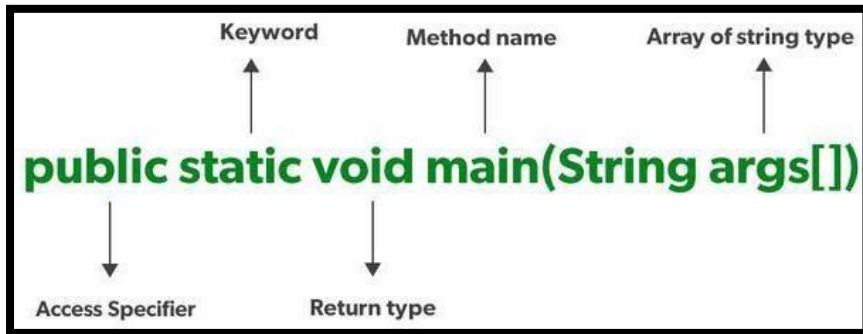 Keyword Method name Array of string type
public static void main(String args[])
Access Specifier Return type